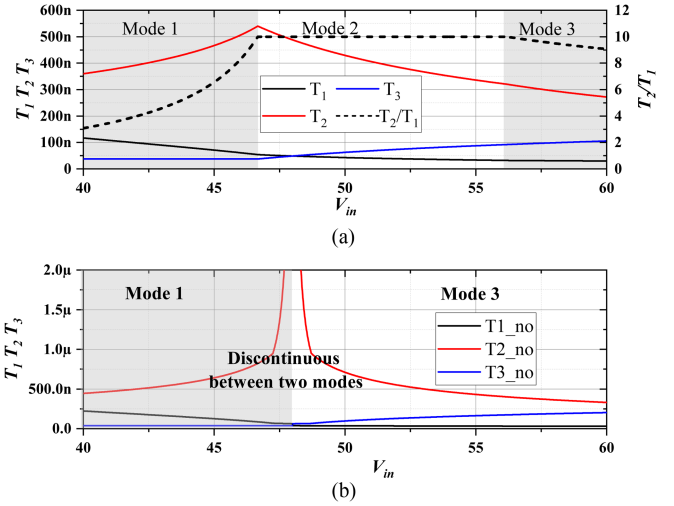 600n
500n
400n
300n
200n
100n
0
T₁ T₂ T₃
Mode 1
Mode 2
Mode 3
T₁
T₃
T₂
T₂/T₁
12
10
8
6
4
2
0
T₂/T₁
40
45
50
55
60
V_in
(a)
2.0µ
1.5µ
1.0µ
500.0n
0.0
T₁ T₂ T₃
Mode 1
Mode 3
T1_no
T2_no
T3_no
Discontinuous
between two modes
40
45
50
55
60
V_in
(b)